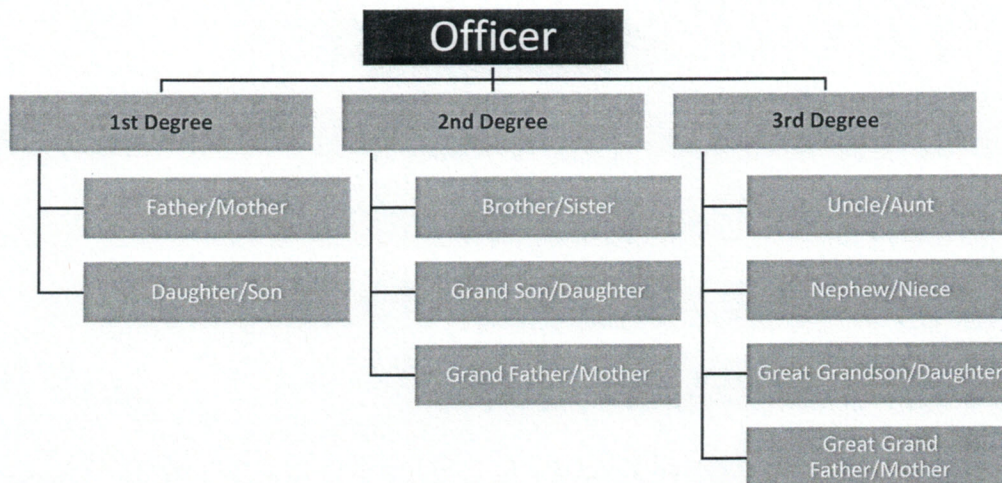 Officer
1st Degree
2nd Degree
3rd Degree
Father/Mother
Daughter/Son
Brother/Sister
Grand Son/Daughter
Grand Father/Mother
Uncle/Aunt
Nephew/Niece
Great Grandson/Daughter
Great Grand
Father/Mother